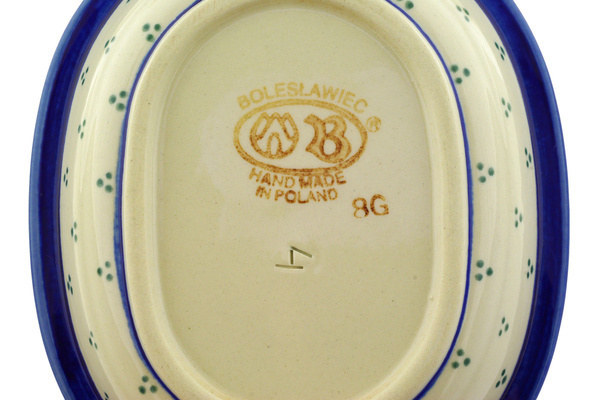 BOLESŁAWIEC
B®
HAND MADE
IN POLAND
8G